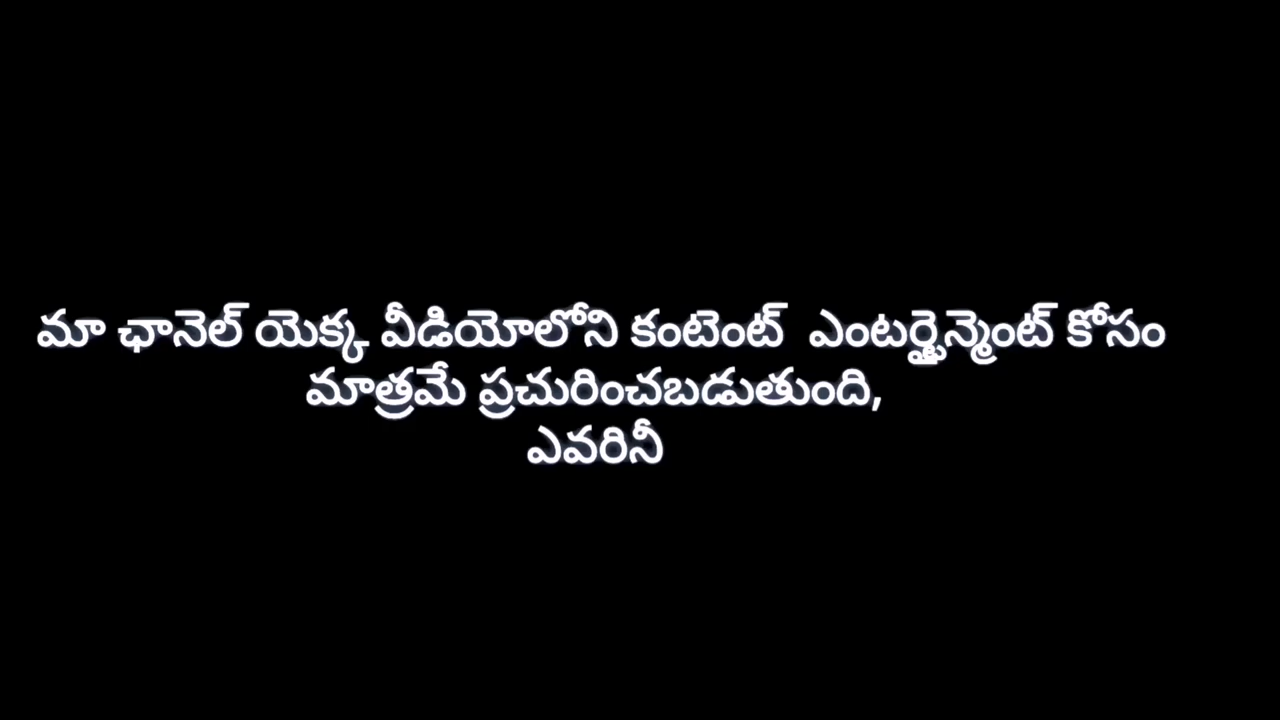 మా ఛానెల్ యెక్క వీడియోలోని కంటెంట్ ఎంటర్టైన్మెంట్ కోసం
మాత్రమే ప్రచురించబడుతుంది,
ఎవరినీ